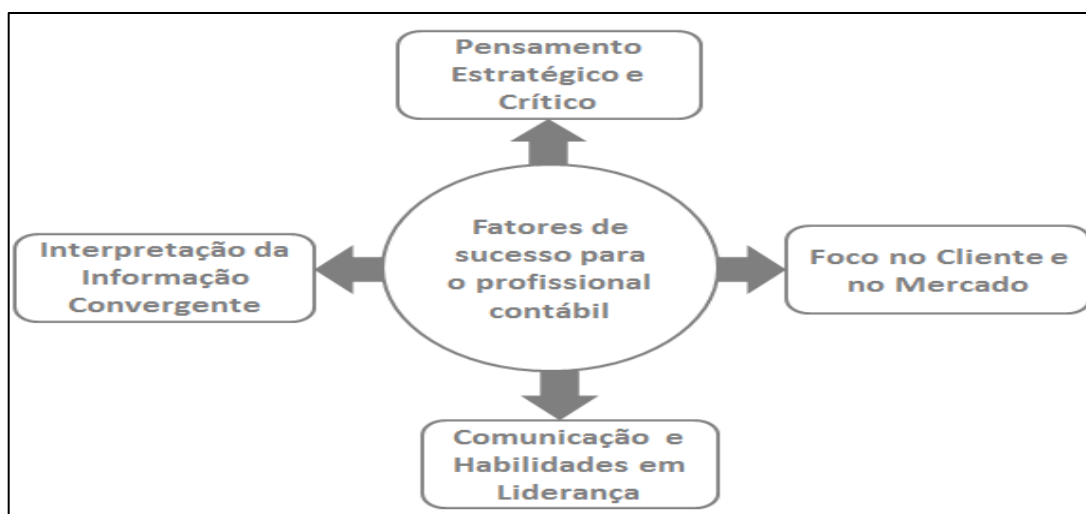 Pensamento
Estratégico e
Crítico
Interpretação da
Informação
Convergente
Fatores de
sucesso para
o profissional
contábil
Foco no Cliente e
no Mercado
Comunicação e
Habilidades em
Liderança